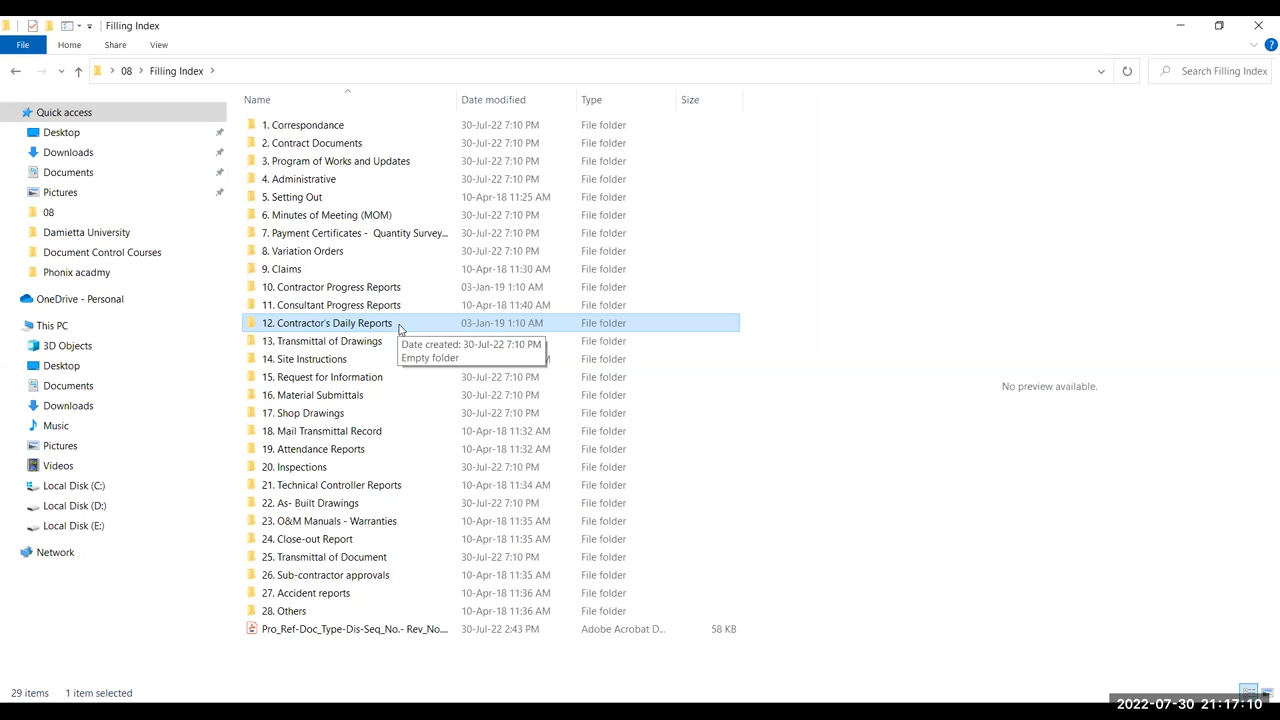 Filling Index
File Home Share View
08 Filling Index Search Filling Index
Name Date modified Type Size
Quick access
Desktop
Downloads
Documents
Pictures
08
Damietta University
Document Control Courses
Phonix acadmy
OneDrive - Personal
This PC
3D Objects
Desktop
Documents
Downloads
Music
Pictures
Videos
Local Disk (C:)
Local Disk (D:)
Local Disk (E:)
Network
1. Correspondance 30-Jul-22 7:10 PM File folder
2. Contract Documents 30-Jul-22 7:10 PM File folder
3. Program of Works and Updates 30-Jul-22 7:10 PM File folder
4. Administrative 30-Jul-22 7:10 PM File folder
5. Setting Out 10-Apr-18 11:25 AM File folder
6. Minutes of Meeting (MOM) 30-Jul-22 7:10 PM File folder
7. Payment Certificates - Quantity Survey... 30-Jul-22 7:10 PM File folder
8. Variation Orders 30-Jul-22 7:10 PM File folder
9. Claims 10-Apr-18 11:30 AM File folder
10. Contractor Progress Reports 03-Jan-19 1:10 AM File folder
11. Consultant Progress Reports 10-Apr-18 11:40 AM File folder
12. Contractor's Daily Reports 03-Jan-19 1:10 AM File folder
13. Transmittal of Drawings File folder
Date created: 30-Jul-22 7:10 PM
Empty folder
14. Site Instructions File folder
15. Request for Information 30-Jul-22 7:10 PM File folder
16. Material Submittals 30-Jul-22 7:10 PM File folder
17. Shop Drawings 30-Jul-22 7:10 PM File folder
18. Mail Transmittal Record 10-Apr-18 11:32 AM File folder
19. Attendance Reports 10-Apr-18 11:32 AM File folder
20. Inspections 30-Jul-22 7:10 PM File folder
21. Technical Controller Reports 10-Apr-18 11:34 AM File folder
22. As- Built Drawings 30-Jul-22 7:10 PM File folder
23. O&M Manuals - Warranties 10-Apr-18 11:35 AM File folder
24. Close-out Report 10-Apr-18 11:35 AM File folder
25. Transmittal of Document 30-Jul-22 7:10 PM File folder
26. Sub-contractor approvals 10-Apr-18 11:35 AM File folder
27. Accident reports 10-Apr-18 11:36 AM File folder
28. Others 10-Apr-18 11:36 AM File folder
Pro_Ref-Doc_Type-Dis-Seq_No.- Rev_No.... 30-Jul-22 2:43 PM Adobe Acrobat D... 58 KB
No preview available.
29 items 1 item selected
2022-07-30 21:17:10